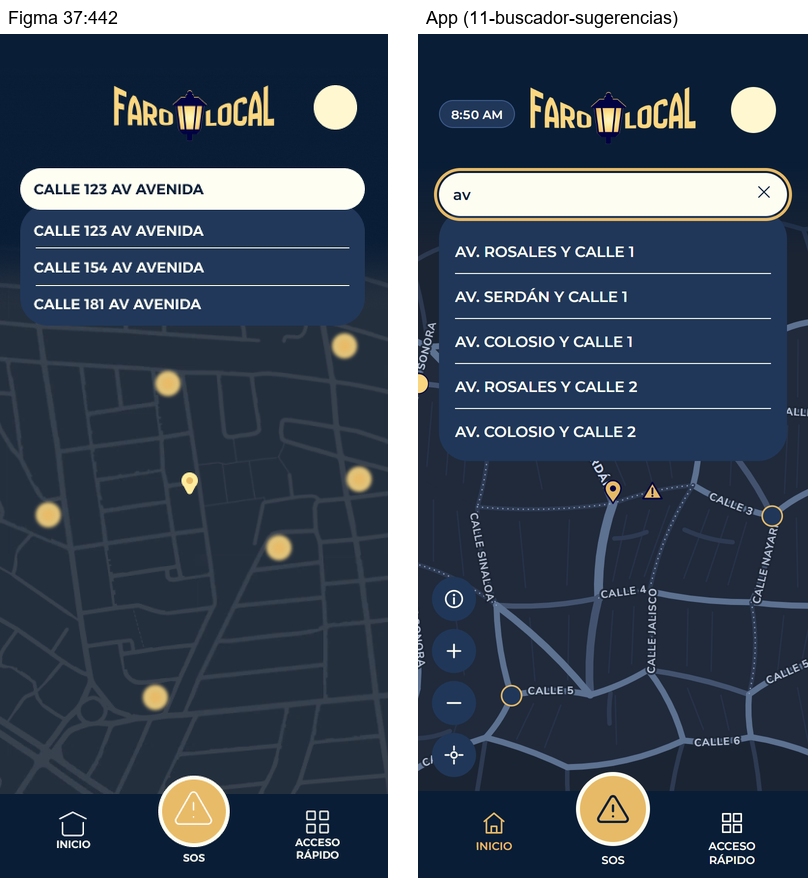 Figma 37:442
App (11-buscador-sugerencias)
FARO LOCAL
CALLE 123 AV AVENIDA
CALLE 123 AV AVENIDA
CALLE 154 AV AVENIDA
CALLE 181 AV AVENIDA
INICIO
SOS
ACCESO
RÁPIDO
8:50 AM
FARO LOCAL
av
AV. ROSALES Y CALLE 1
AV. SERDÁN Y CALLE 1
AV. COLOSIO Y CALLE 1
AV. ROSALES Y CALLE 2
AV. COLOSIO Y CALLE 2
SONORA
CALLE 3
CALLE SINALOA
CALLE 4
CALLE JALISCO
CALLE 5
CALLE 5
CALLE 6
INICIO
SOS
ACCESO
RÁPIDO